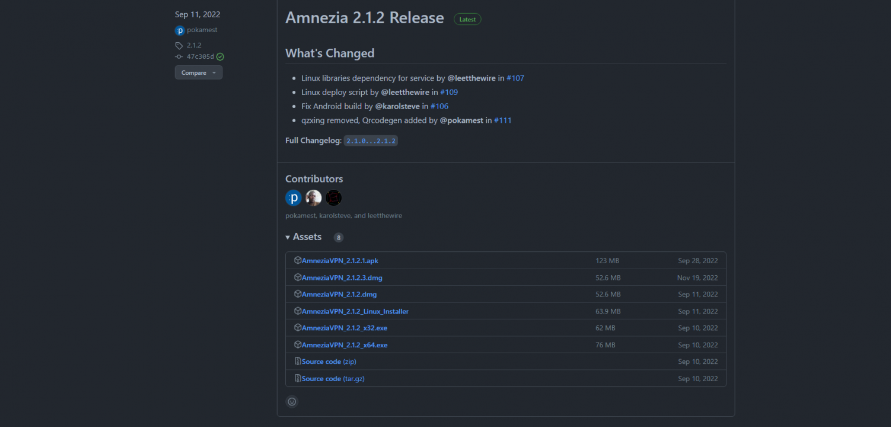 Sep 11, 2022
pokamest
2.1.2
47c305d
Compare
Amnezia 2.1.2 Release Latest
What's Changed
• Linux libraries dependency for service by @leetthewire in #107
• Linux deploy script by @leetthewire in #109
• Fix Android build by @karolsteve in #106
• qzxing removed, Qrcodegen added by @pokamest in #111
Full Changelog: 2.1.0...2.1.2
Contributors
pokamest, karolsteve, and leetthewire
Assets 8
AmneziaVPN_2.1.2.1.apk 123 MB Sep 28, 2022
AmneziaVPN_2.1.2.3.dmg 52.6 MB Nov 19, 2022
AmneziaVPN_2.1.2.dmg 52.6 MB Sep 11, 2022
AmneziaVPN_2.1.2_Linux_Installer 63.9 MB Sep 11, 2022
AmneziaVPN_2.1.2_x32.exe 62 MB Sep 10, 2022
AmneziaVPN_2.1.2_x64.exe 76 MB Sep 10, 2022
Source code (zip) Sep 10, 2022
Source code (tar.gz) Sep 10, 2022